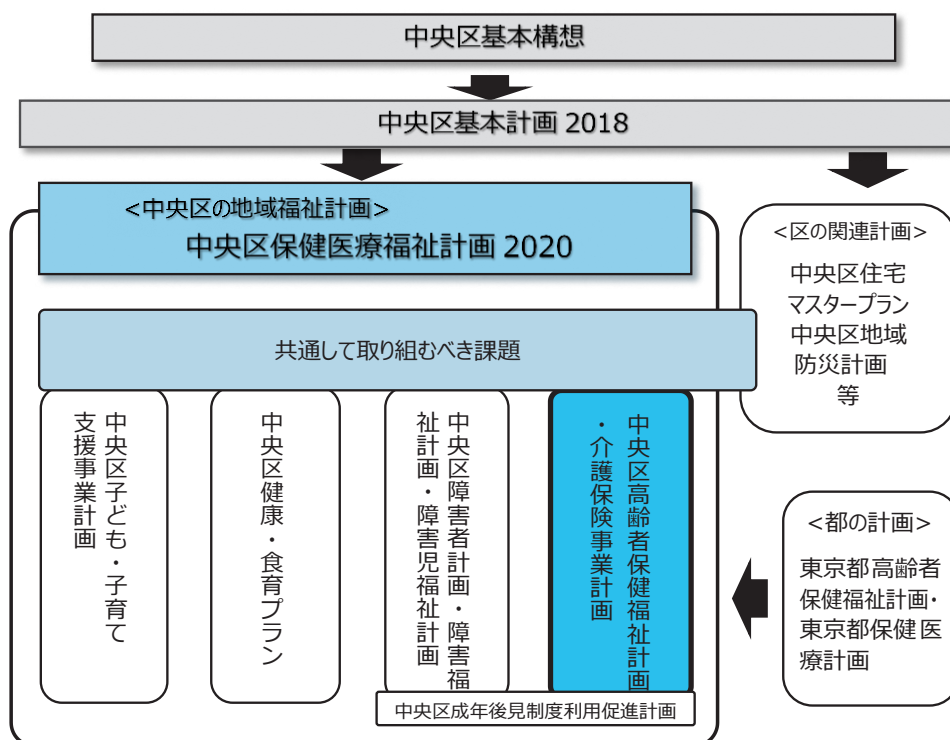 中央区基本構想
中央区基本計画 2018
<中央区の地域福祉計画>
中央区保健医療福祉計画 2020
共通して取り組むべき課題
中央区子ども・子育て
支援事業計画
中央区健康・食育プラン
中央区障害者計画・障害福
祉計画・障害児福祉計画
中央区高齢者保健福祉計画
・介護保険事業計画
中央区成年後見制度利用促進計画
<区の関連計画>
中央区住宅
マスタープラン
中央区地域
防災計画
等
<都の計画>
東京都高齢者
保健福祉計画・
東京都保健医
療計画